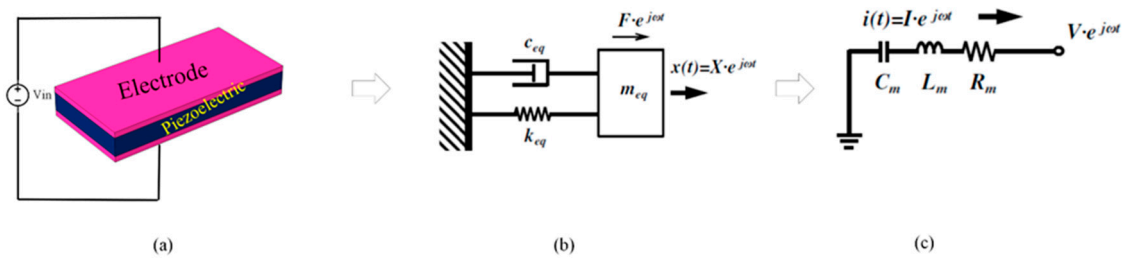 Vin
Electrode
Piezoelectric
(a)
c_eq
k_eq
F·e^{jωt}
m_eq
x(t)=X·e^{jωt}
(b)
i(t)=I·e^{jωt}
V·e^{jωt}
C_m L_m R_m
(c)